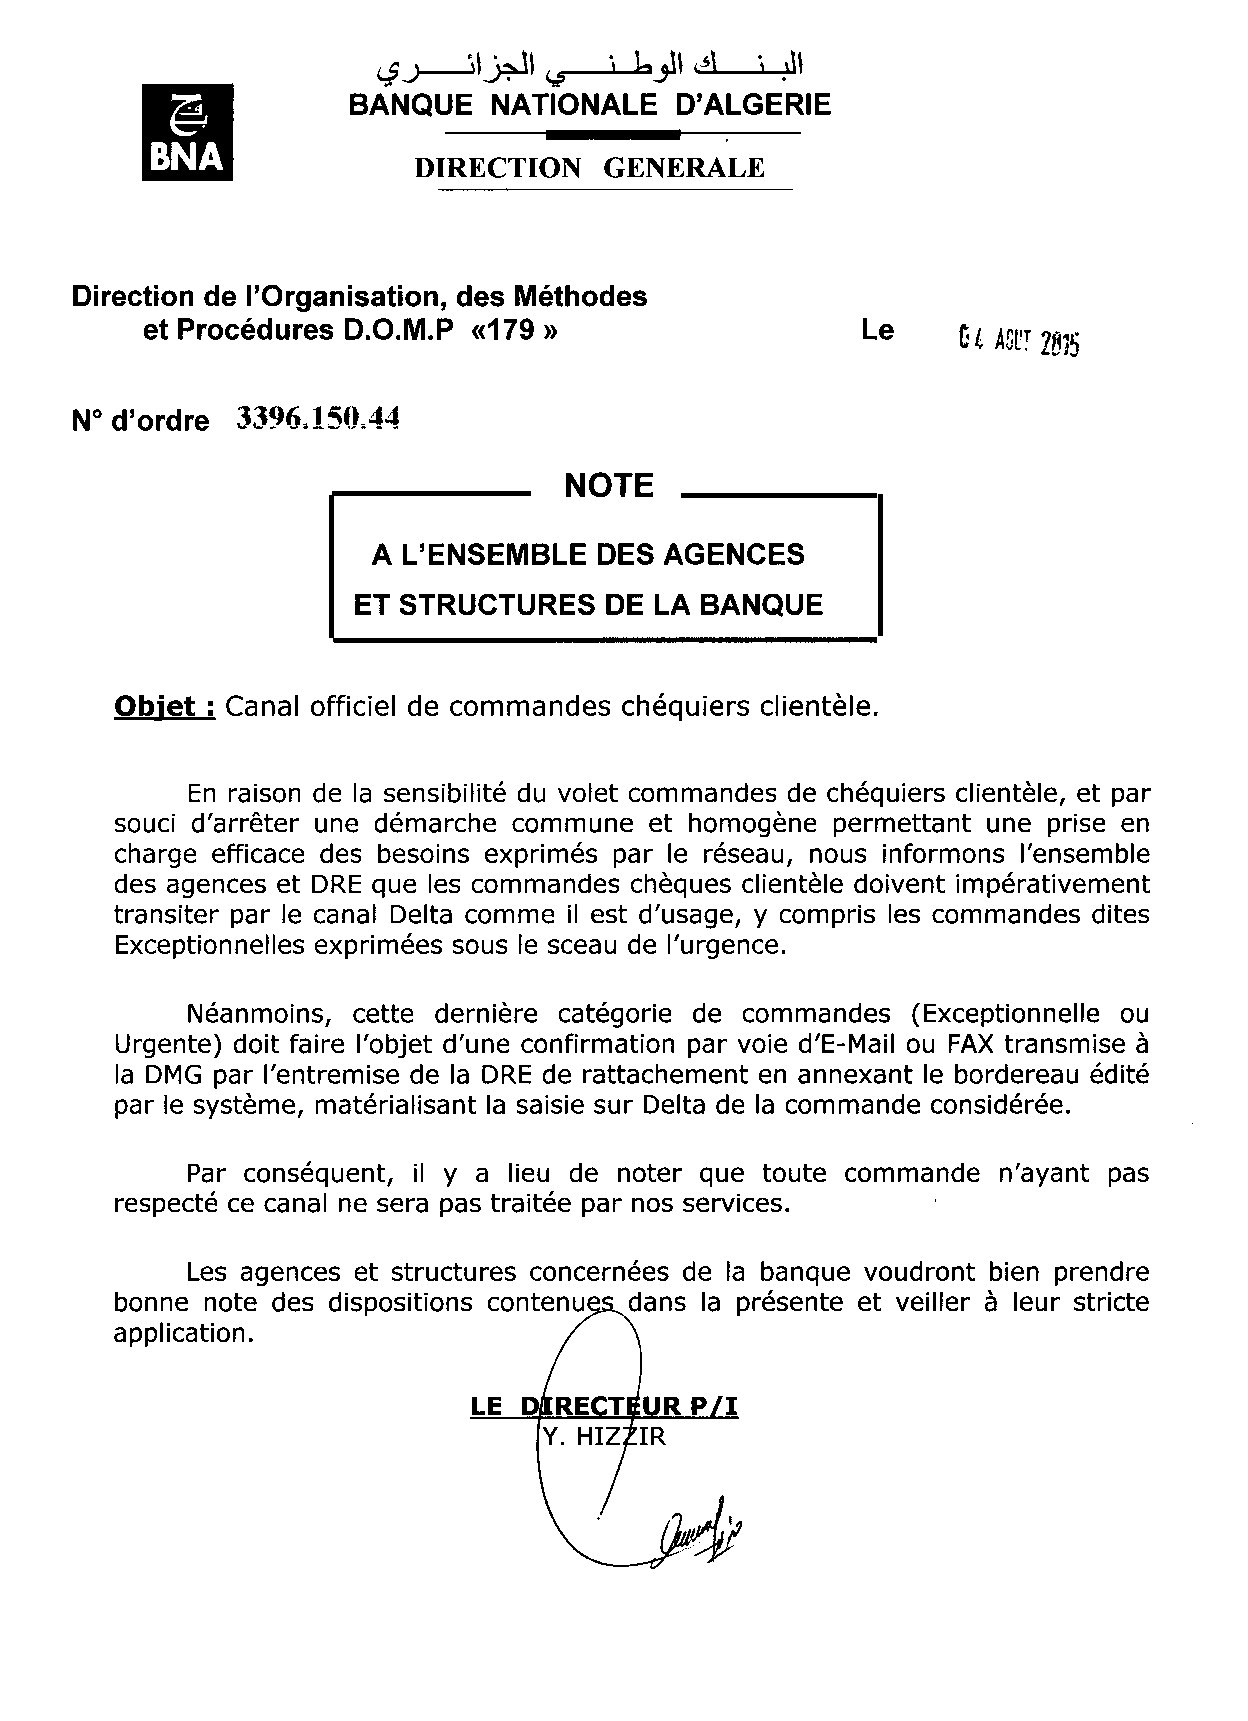 البنـــك الوطنـــي الجزائـــري
BANQUE NATIONALE D'ALGERIE
BNA
DIRECTION GENERALE
Direction de l'Organisation, des Méthodes
et Procédures D.O.M.P «179 »
Le 04 AOUT 2015
N° d'ordre 3396.150.44
NOTE
A L'ENSEMBLE DES AGENCES
ET STRUCTURES DE LA BANQUE
Objet : Canal officiel de commandes chéquiers clientèle.
En raison de la sensibilité du volet commandes de chéquiers clientèle, et par
souci d'arrêter une démarche commune et homogène permettant une prise en
charge efficace des besoins exprimés par le réseau, nous informons l'ensemble
des agences et DRE que les commandes chèques clientèle doivent impérativement
transiter par le canal Delta comme il est d'usage, y compris les commandes dites
Exceptionnelles exprimées sous le sceau de l'urgence.
Néanmoins, cette dernière catégorie de commandes (Exceptionnelle ou
Urgente) doit faire l'objet d'une confirmation par voie d'E-Mail ou FAX transmise à
la DMG par l'entremise de la DRE de rattachement en annexant le bordereau édité
par le système, matérialisant la saisie sur Delta de la commande considérée.
Par conséquent, il y a lieu de noter que toute commande n'ayant pas
respecté ce canal ne sera pas traitée par nos services.
Les agences et structures concernées de la banque voudront bien prendre
bonne note des dispositions contenues dans la présente et veiller à leur stricte
application.
LE DIRECTEUR P/I
Y. HIZZIR